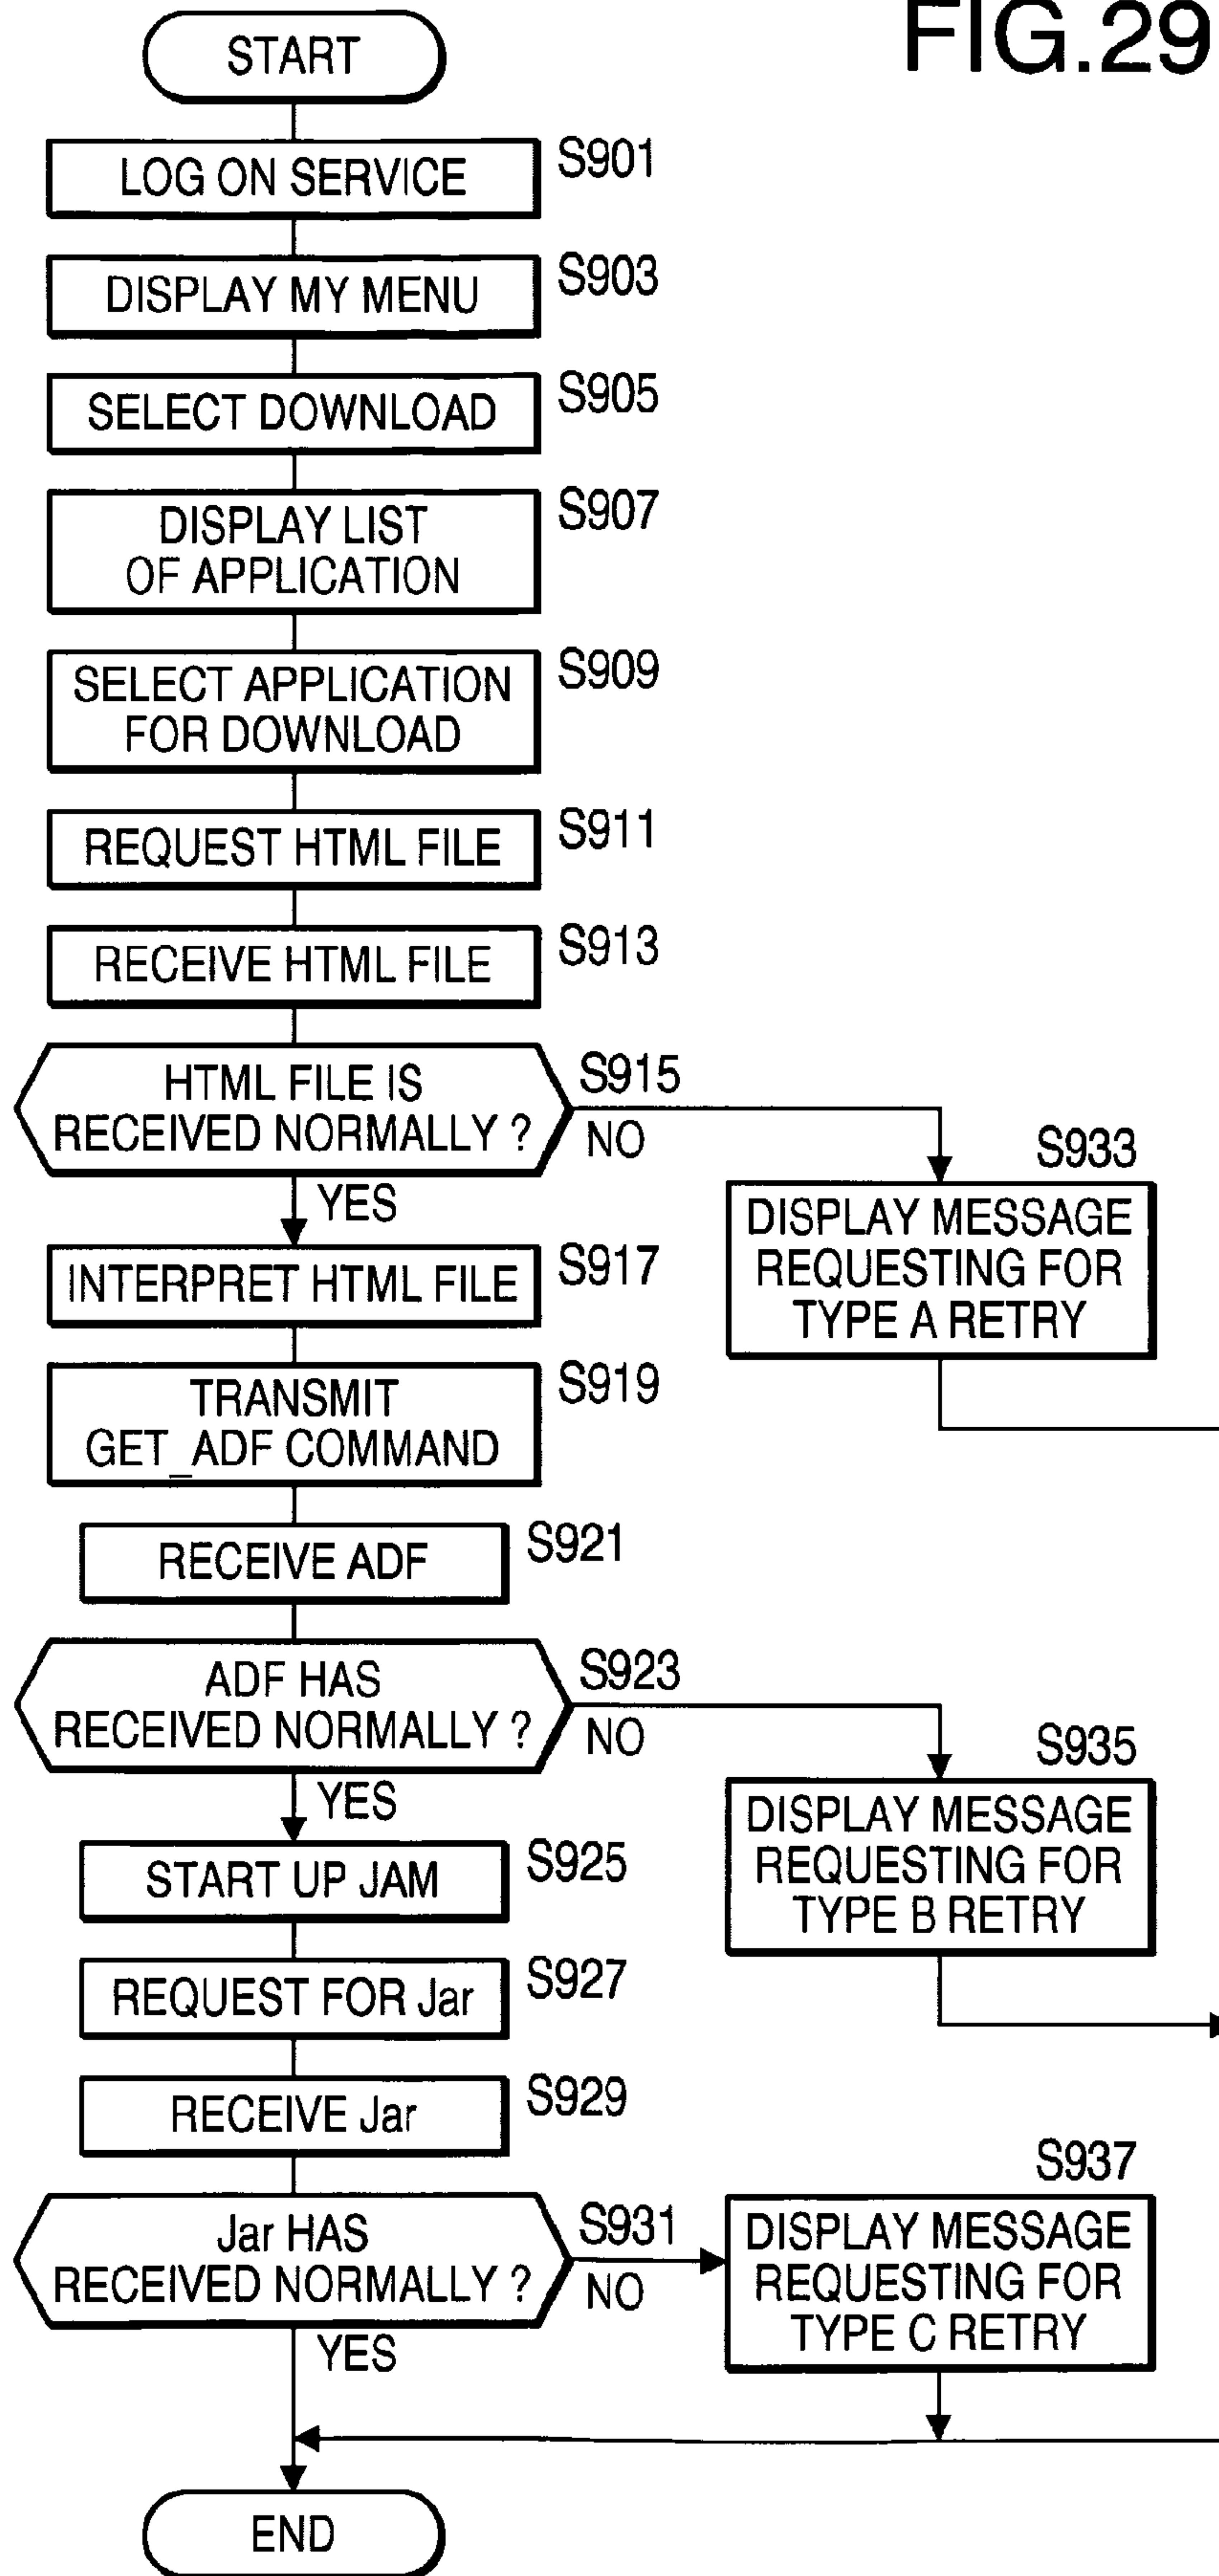 FIG.29
START
LOG ON SERVICE
S901
DISPLAY MY MENU
S903
SELECT DOWNLOAD
S905
DISPLAY LIST
OF APPLICATION
S907
SELECT APPLICATION
FOR DOWNLOAD
S909
REQUEST HTML FILE
S911
RECEIVE HTML FILE
S913
HTML FILE IS
RECEIVED NORMALLY ?
S915
NO
YES
S933
DISPLAY MESSAGE
REQUESTING FOR
TYPE A RETRY
INTERPRET HTML FILE
S917
TRANSMIT
GET_ADF COMMAND
S919
RECEIVE ADF
S921
ADF HAS
RECEIVED NORMALLY ?
S923
NO
YES
S935
DISPLAY MESSAGE
REQUESTING FOR
TYPE B RETRY
START UP JAM
S925
REQUEST FOR Jar
S927
RECEIVE Jar
S929
Jar HAS
RECEIVED NORMALLY ?
S931
NO
YES
S937
DISPLAY MESSAGE
REQUESTING FOR
TYPE C RETRY
END